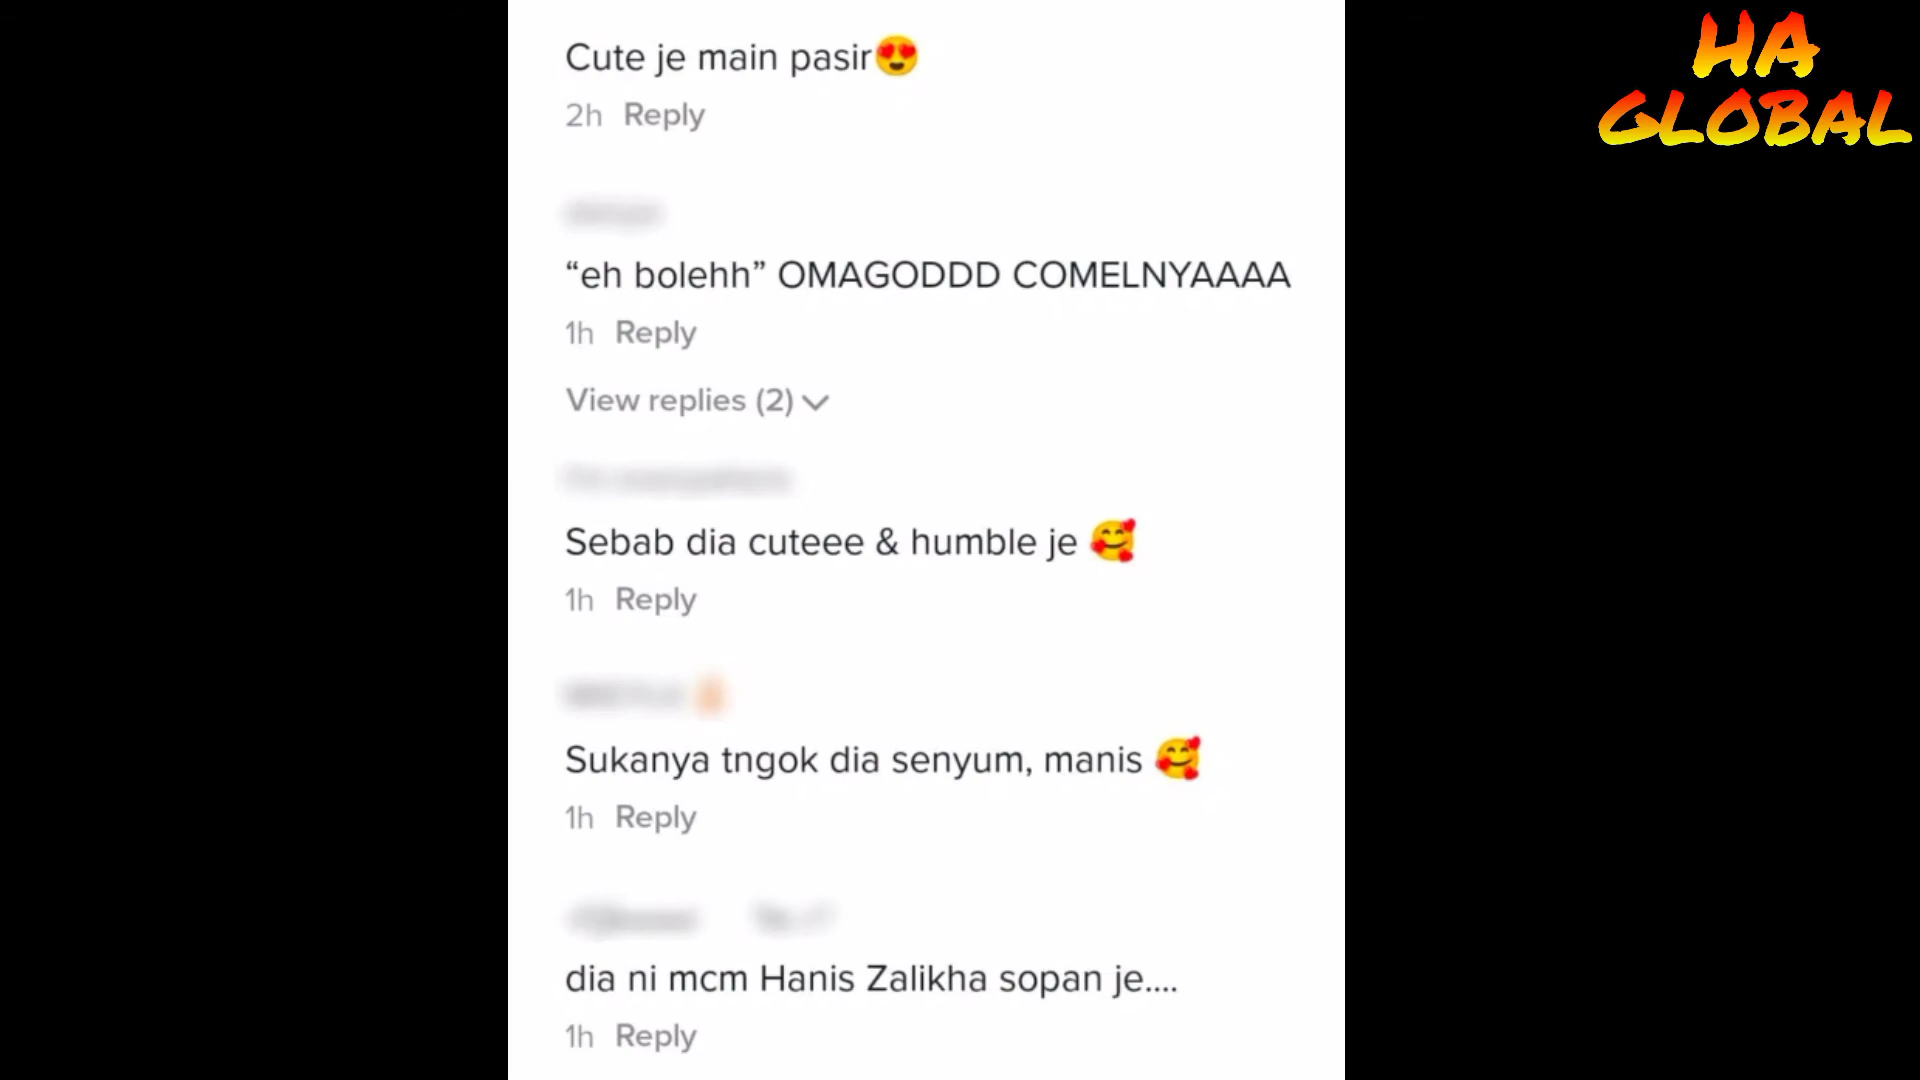 HA
GLOBAL
Cute je main pasir😍
2h Reply
“eh bolehh” OMAGODDD COMELNYAAAA
1h Reply
View replies (2)
Sebab dia cuteee & humble je 🥰
1h Reply
Sukanya tngok dia senyum, manis 🥰
1h Reply
dia ni mcm Hanis Zalikha sopan je....
1h Reply